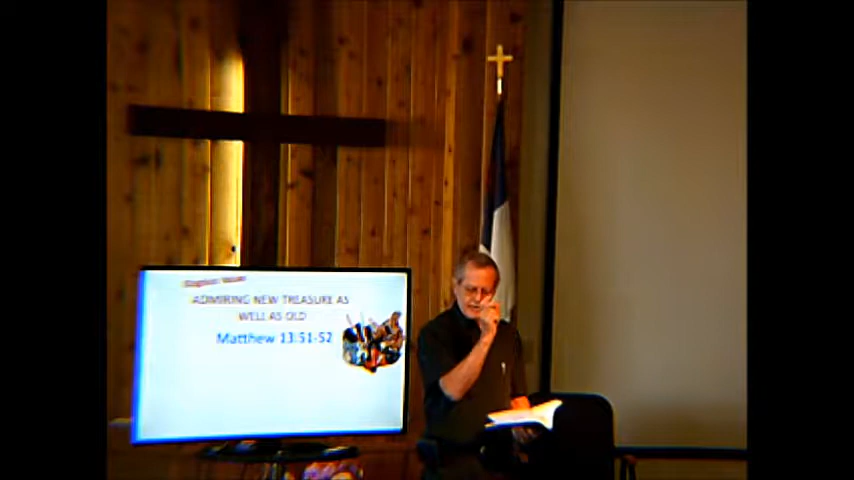 ADMIRING NEW TREASURE AS
WELL AS OLD
Matthew 13:51-52